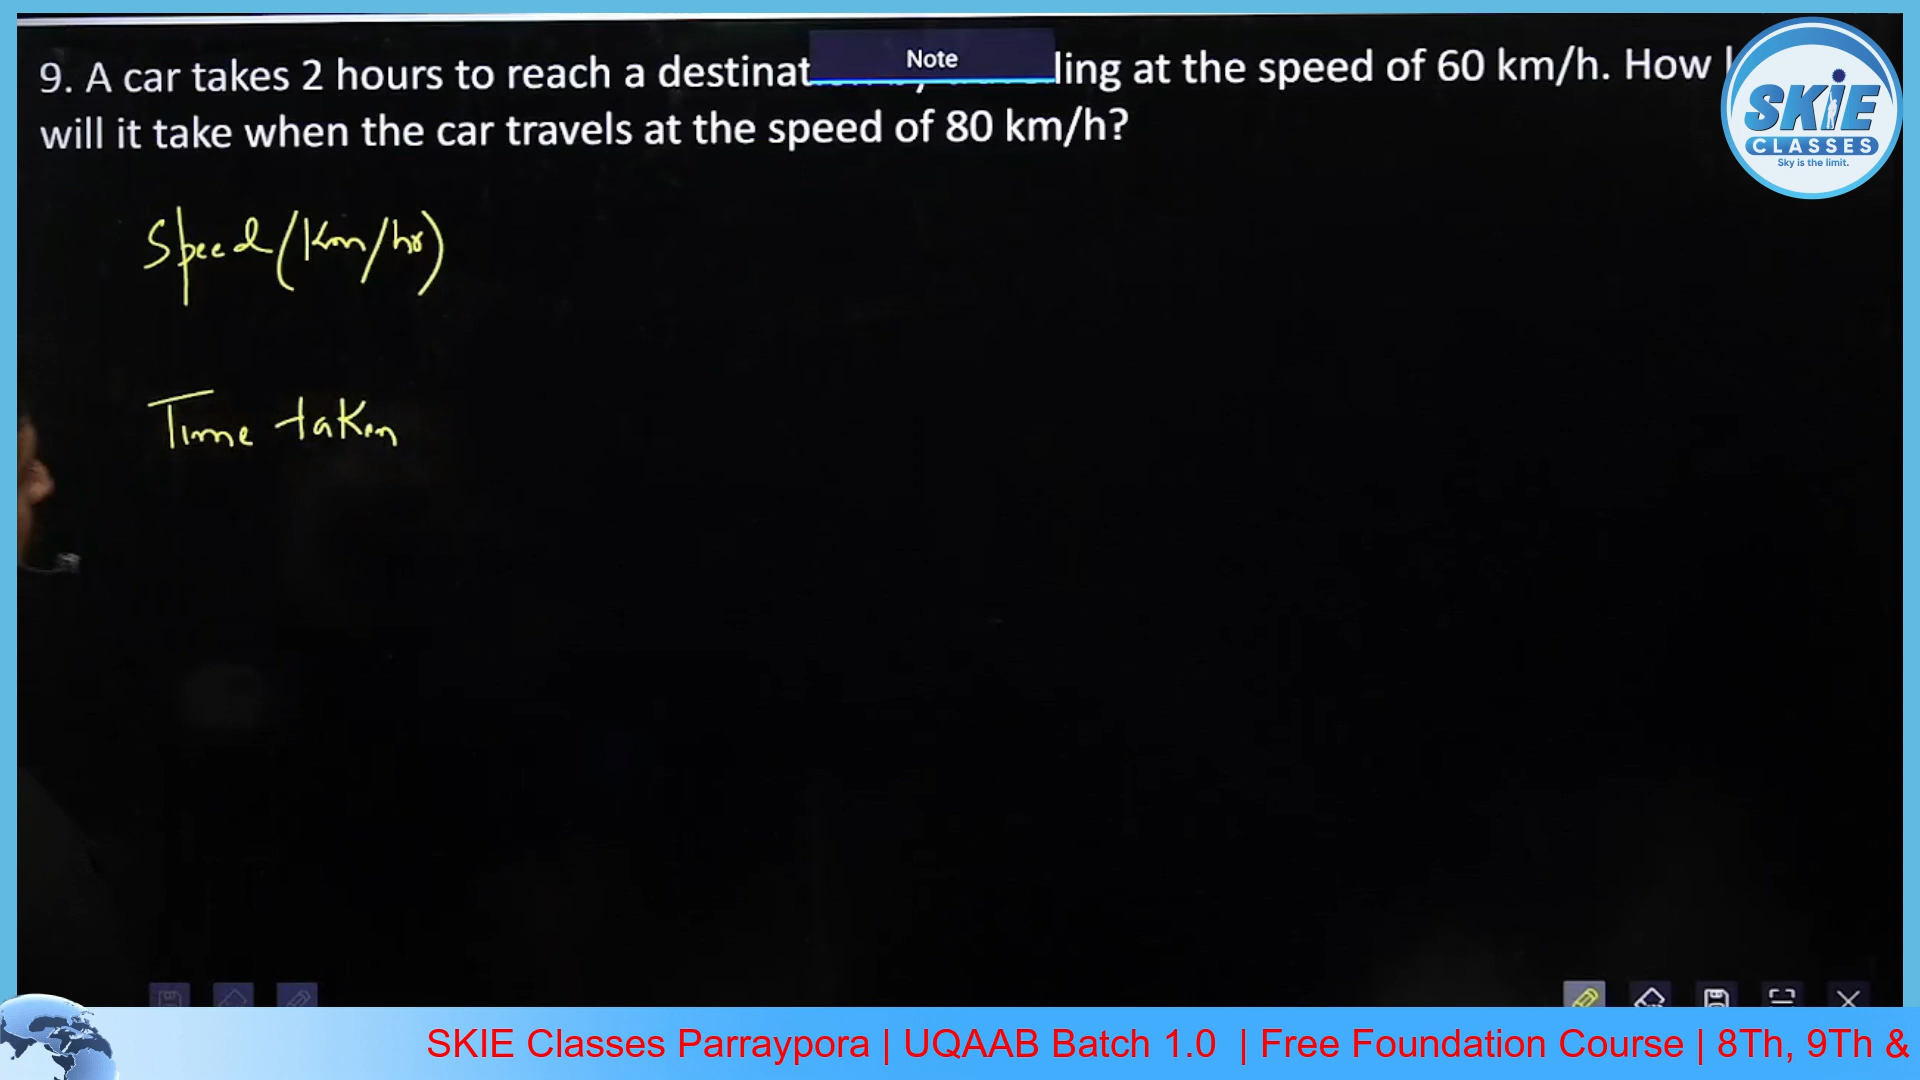 9. A car takes 2 hours to reach a destinat Note ling at the speed of 60 km/h. How
will it take when the car travels at the speed of 80 km/h?
SKIE
CLASSES
Sky is the limit.
Speed (Km/hr)
Time taken
SKIE Classes Parraypora | UQAAB Batch 1.0 | Free Foundation Course | 8Th, 9Th &